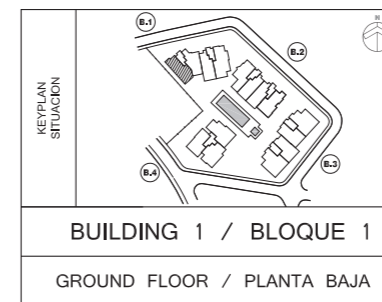 B.1
N
B.2
KEYPLAN
SITUACION
B.4
B.3
BUILDING 1 / BLOQUE 1
GROUND FLOOR / PLANTA BAJA